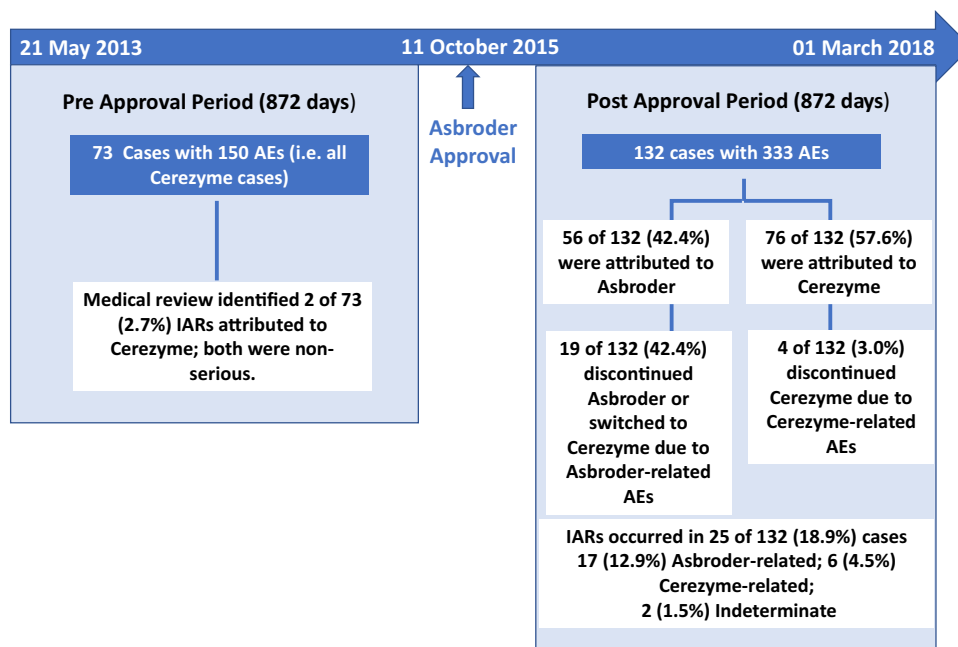 21 May 2013
11 October 2015
01 March 2018
Pre Approval Period (872 days)
73 Cases with 150 AEs (i.e. all
Cerezyme cases)
Medical review identified 2 of 73
(2.7%) IARs attributed to
Cerezyme; both were non-
serious.
Asbroder
Approval
Post Approval Period (872 days)
132 cases with 333 AEs
56 of 132 (42.4%)
were attributed to
Asbroder
76 of 132 (57.6%)
were attributed to
Cerezyme
19 of 132 (42.4%)
discontinued
Asbroder or
switched to
Cerezyme due to
Asbroder-related
AEs
4 of 132 (3.0%)
discontinued
Cerezyme due to
Cerezyme-related
AEs
IARs occurred in 25 of 132 (18.9%) cases
17 (12.9%) Asbroder-related; 6 (4.5%)
Cerezyme-related;
2 (1.5%) Indeterminate